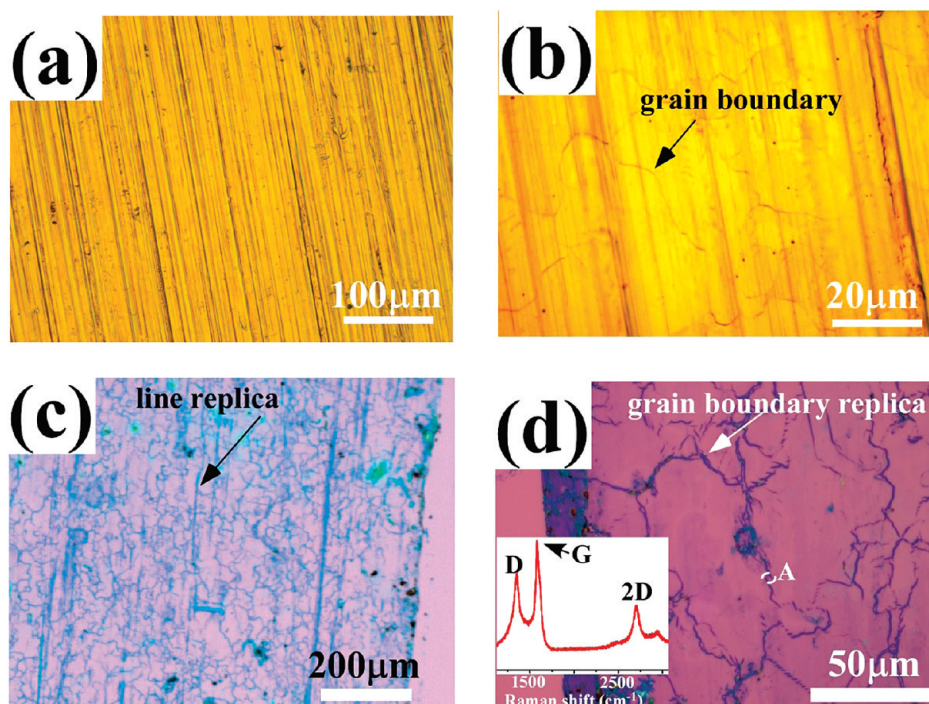 (a)
100μm
(b)
grain boundary
20μm
(c)
line replica
200μm
(d)
grain boundary replica
A
D
G
2D
1500
2500
Raman shift (cm⁻¹)
50μm